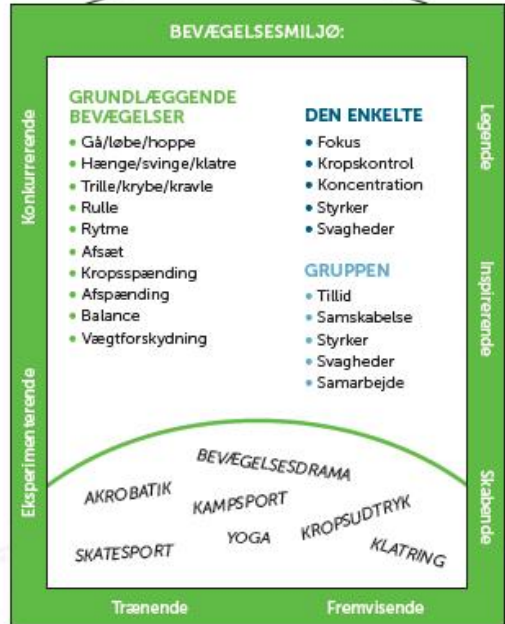 BEVÆGELSESMILJØ:
Konkurrerende
Eksperimenterende
GRUNDLÆGGENDE
BEVÆGELSER
• Gå/løbe/hoppe
• Hænge/svinge/klatre
• Trille/krybe/kravle
• Rulle
• Rytme
• Afsæt
• Kropsspænding
• Afspænding
• Balance
• Vægtforskydning
DEN ENKELTE
• Fokus
• Kropskontrol
• Koncentration
• Styrker
• Svagheder
GRUPPEN
• Tillid
• Samskabelse
• Styrker
• Svagheder
• Samarbejde
Legende
Inspirerende
Skabende
BEVÆGELSESDRAMA
AKROBATIK
KAMPSPORT
KROPSUDTRYK
SKATESPORT
YOGA
KLATRING
Trænende
Fremvisende